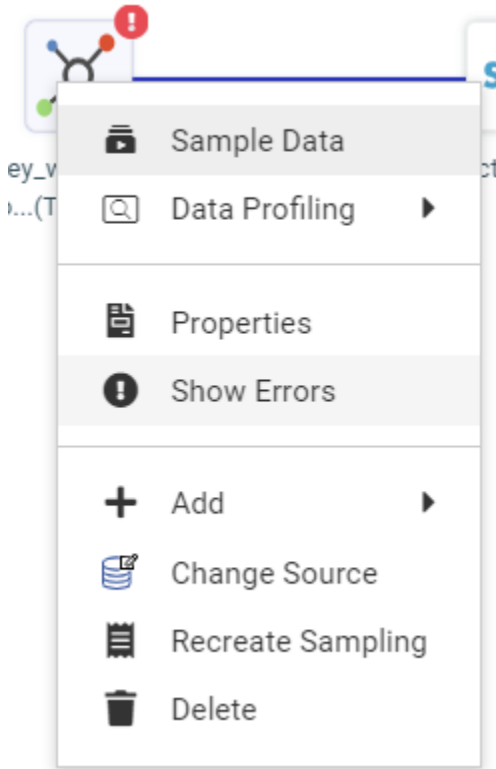 Sample Data
Data Profiling
Properties
Show Errors
Add
Change Source
Recreate Sampling
Delete